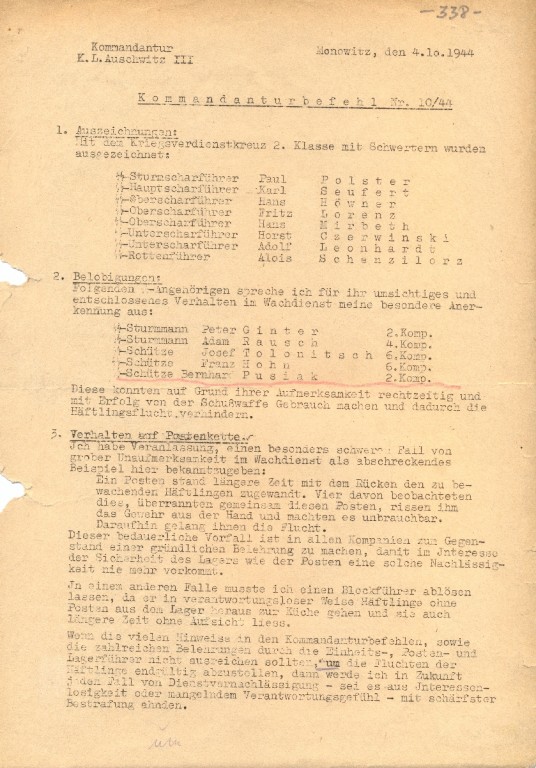 -338-
Kommandantur
K.L.Auschwitz III
Monowitz, den 4.10.1944
Kommandanturbefehl Nr. 10/44
1. Auszeichnungen:
Mit dem Kriegsverdienstkreuz 2. Klasse mit Schwertern wurden
ausgezeichnet:
SS-Sturmscharführer Paul Polster
SS-Hauptscharführer Karl Seufert
SS-Oberscharführer Hans Höwner
SS-Oberscharführer Fritz Lorenz
SS-Oberscharführer Hans Mirbeth
SS-Unterscharführer Horst Czerwinski
SS-Unterscharführer Adolf Leonhardt
SS-Rottenführer Alois Schenzilorz
2. Belobigungen:
Folgenden SS-Angehörigen spreche ich für ihr umsichtiges und
entschlossenes Verhalten im Wachdienst meine besondere Aner-
kennung aus:
SS-Sturmmann Peter Ginter 2.Komp.
SS-Sturmmann Adam Rausch 4.Komp.
SS-Schütze Josef Tolonitsch 6.Komp.
SS-Schütze Franz Hohn 6.Komp.
SS-Schütze Bernhar Pusiak 2.Komp.
Diese konnten auf Grund ihrer Aufmerksamkeit rechtzeitig und
mit Erfolg von der Schußwaffe Gebrauch machen und dadurch die
Häftlingsflucht verhindern.
3. Verhalten auf Postenkette.
Ich habe Veranlassung, einen besonders schweren Fall von
grober Unaufmerksamkeit im Wachdienst als abschreckendes
Beispiel hier bekanntzugeben:
Ein Posten stand längere Zeit mit dem Rücken den zu be-
wachenden Häftlingen zugewandt. Vier davon beobachteten
dies, überrannten gemeinsam diesen Posten, rissen ihm
das Gewehr aus der Hand und machten es unbrauchbar.
Daraufhin gelang ihnen die Flucht.
Dieser bedauerliche Vorfall ist in allen Kompanien zum Gegen-
stand einer gründlichen Belehrung zu machen, damit im Jnteresse
der Sicherheit des Lagers wie der Posten eine solche Nachlässig-
keit nie mehr vorkommt.
Jn einem anderen Falle musste ich einen Blockführer ablösen
lassen, da er in verantwortungsloser Weise Häftlinge ohne
Posten aus dem Lager heraus zur Küche gehen und sie auch
längere Zeit ohne Aufsicht liess.
Wenn die vielen Hinweise in den Kommandanturbefehlen, sowie
die zahlreichen Belehrungen durch die Einheits-, Posten- und
Lagerführer nicht ausreichen sollten, um die Fluchten der
Häftlinge endgültig abzustellen, dann werde ich in Zukunft
jeden Fall von Dienstvernachlässigung - sei es aus Jnteressen-
losigkeit oder mangelndem Verantwortungsgefühl - mit schärfster
Bestrafung ahnden.